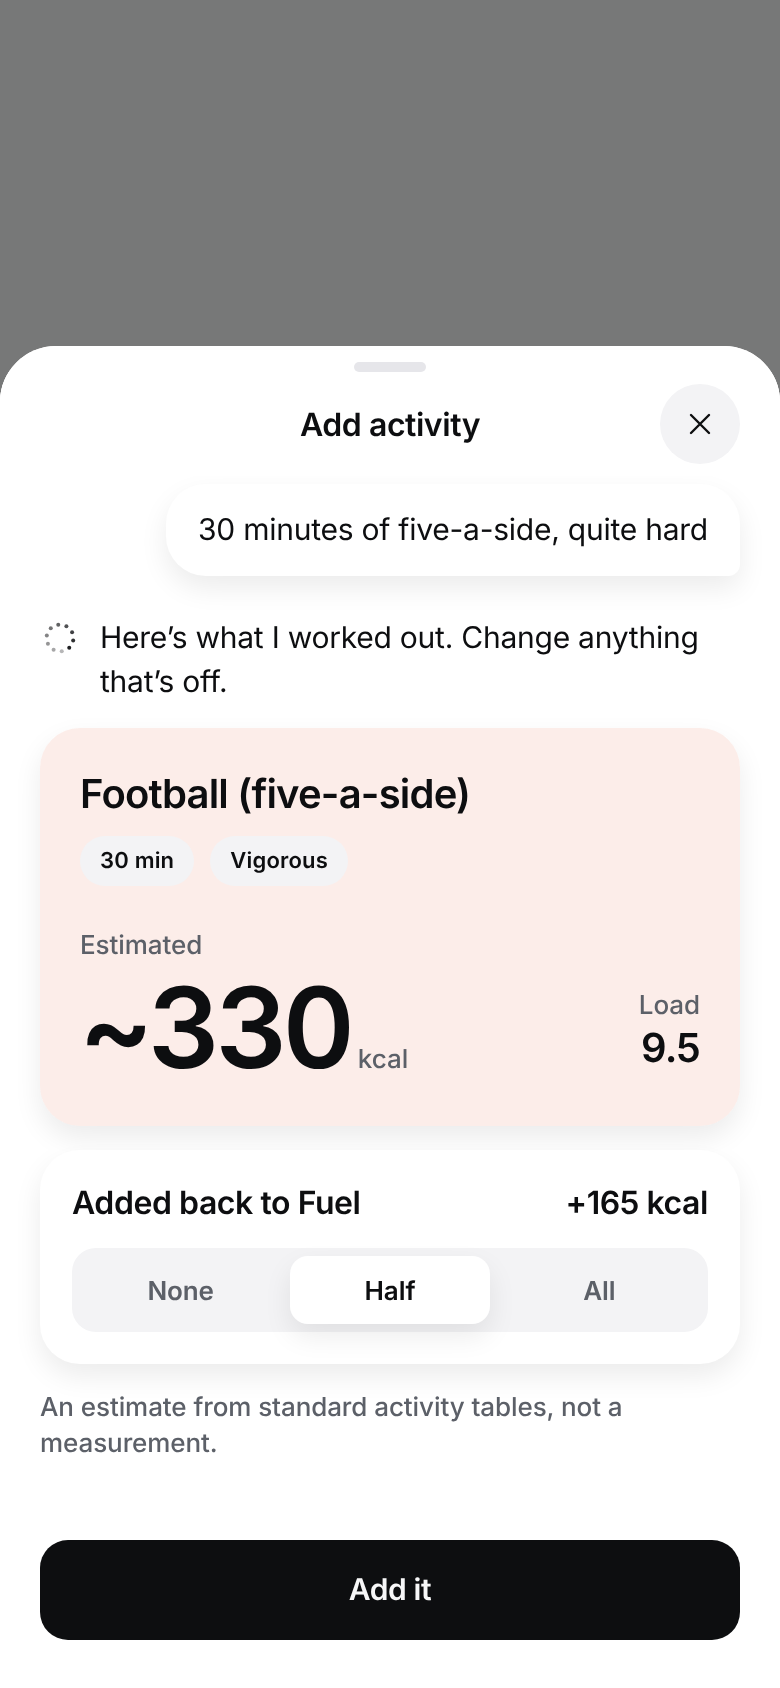 Add activity
30 minutes of five-a-side, quite hard
Here’s what I worked out. Change anything
that’s off.
Football (five-a-side)
30 min
Vigorous
Estimated
~330 kcal
Load
9.5
Added back to Fuel
+165 kcal
None
Half
All
An estimate from standard activity tables, not a
measurement.
Add it